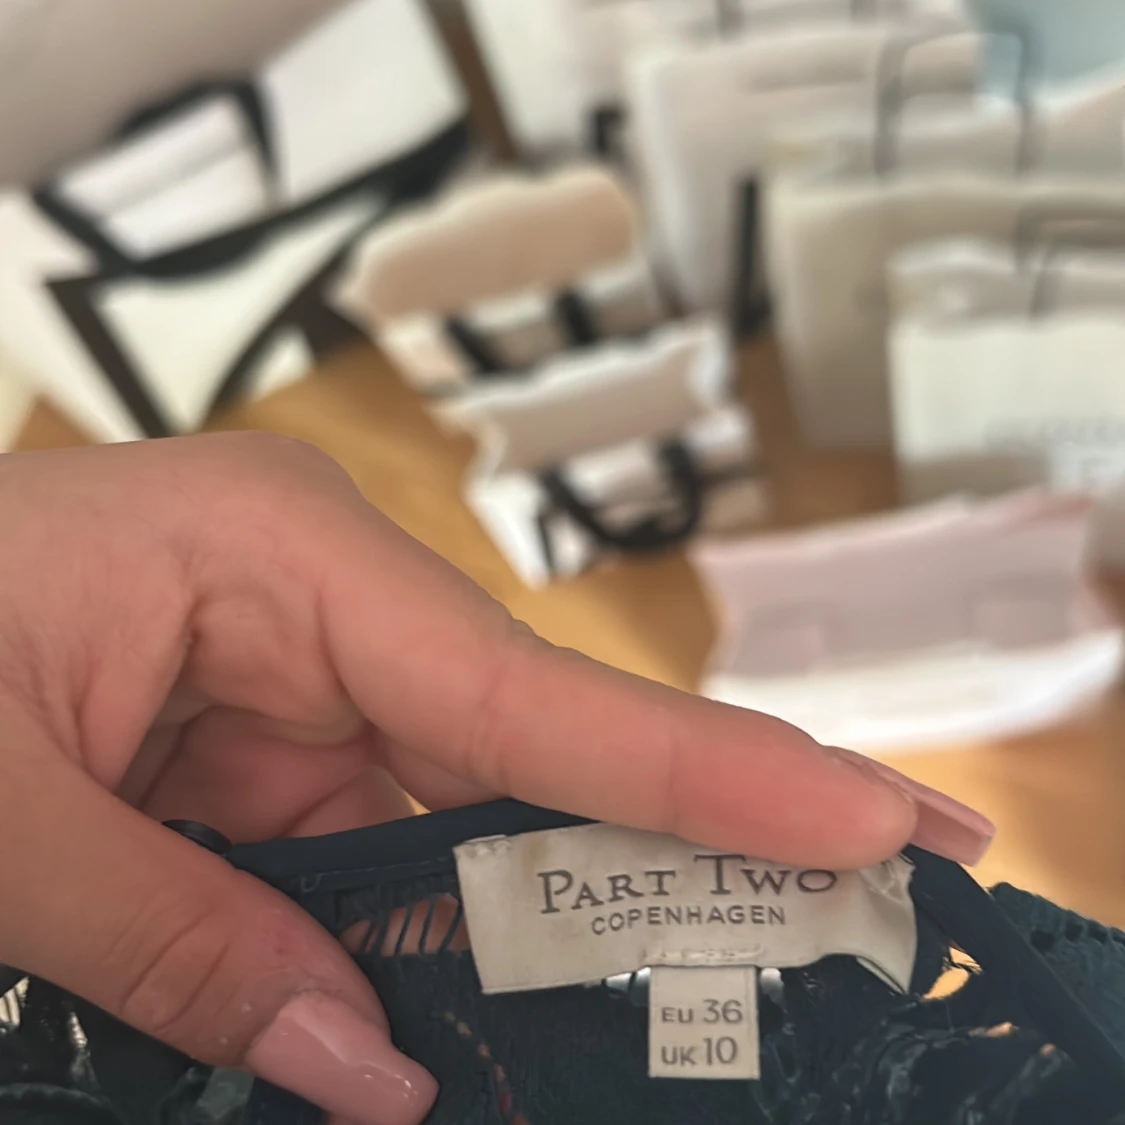 PART TWO
COPENHAGEN
EU 36
UK 10